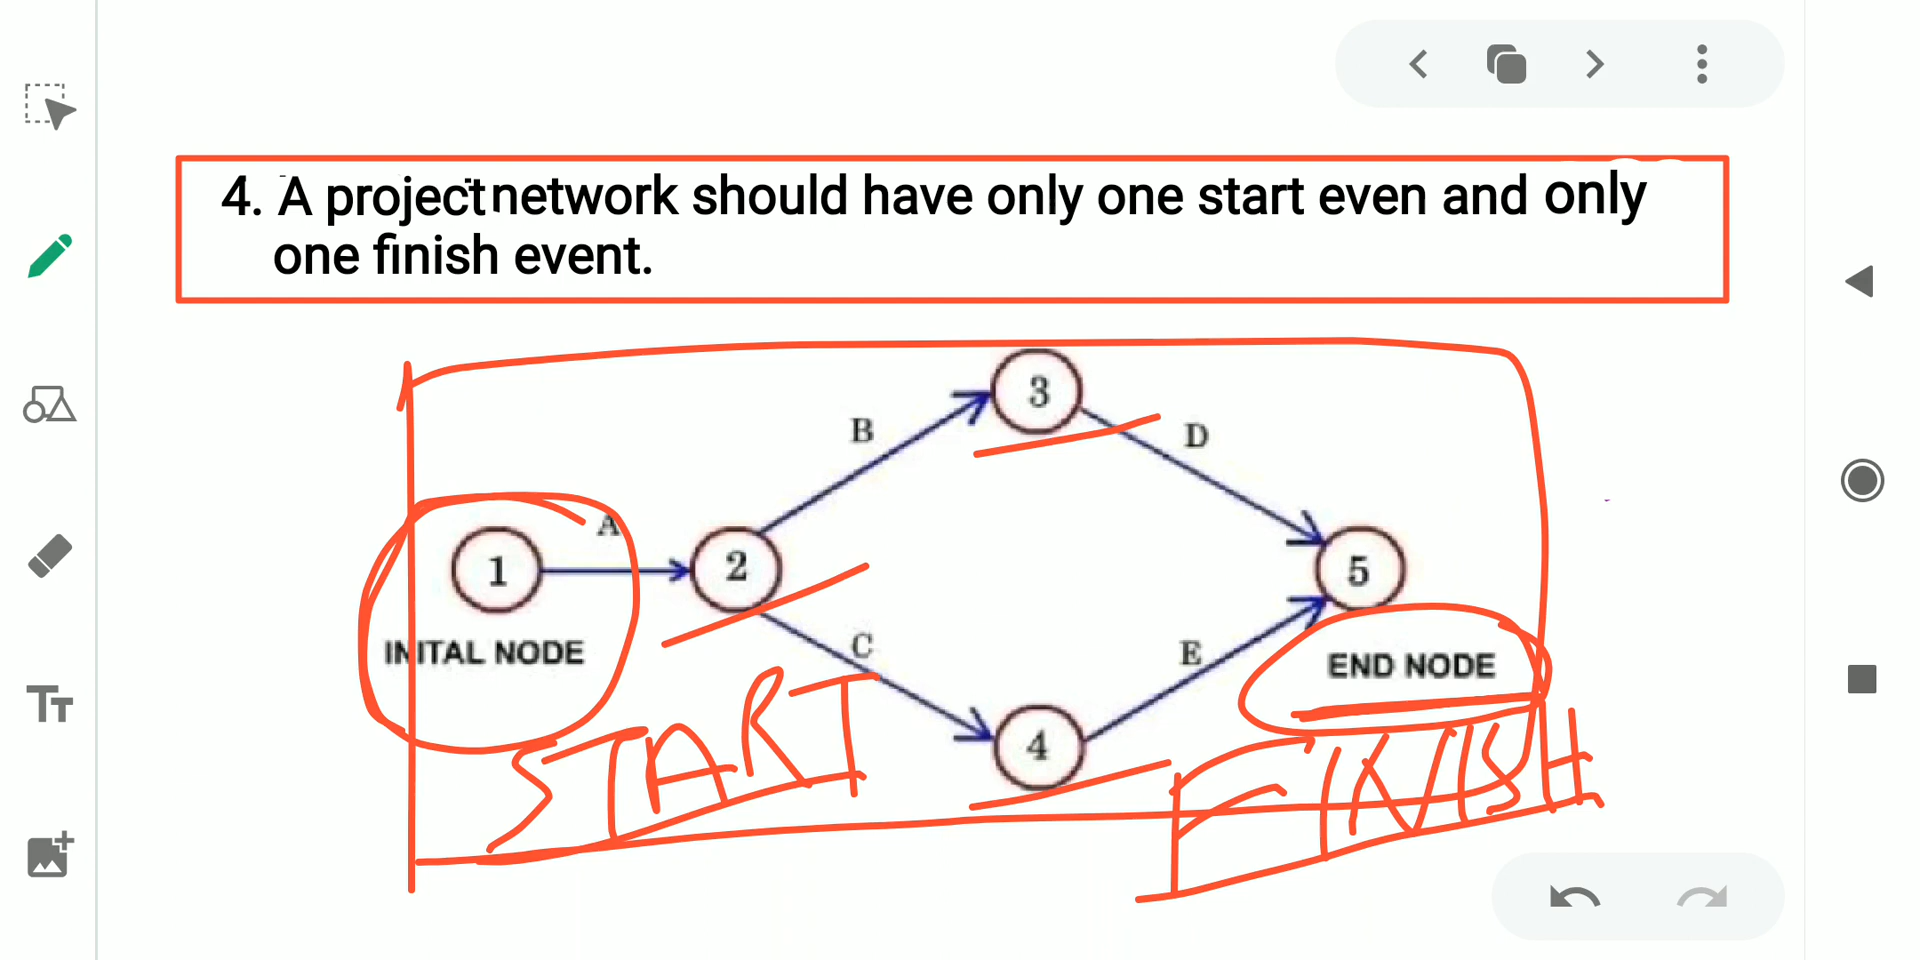 4. A project network should have only one start even and only
one finish event.
3
B
D
A
1
2
5
INITAL NODE
C
E
END NODE
4
START
FINISH
Tт